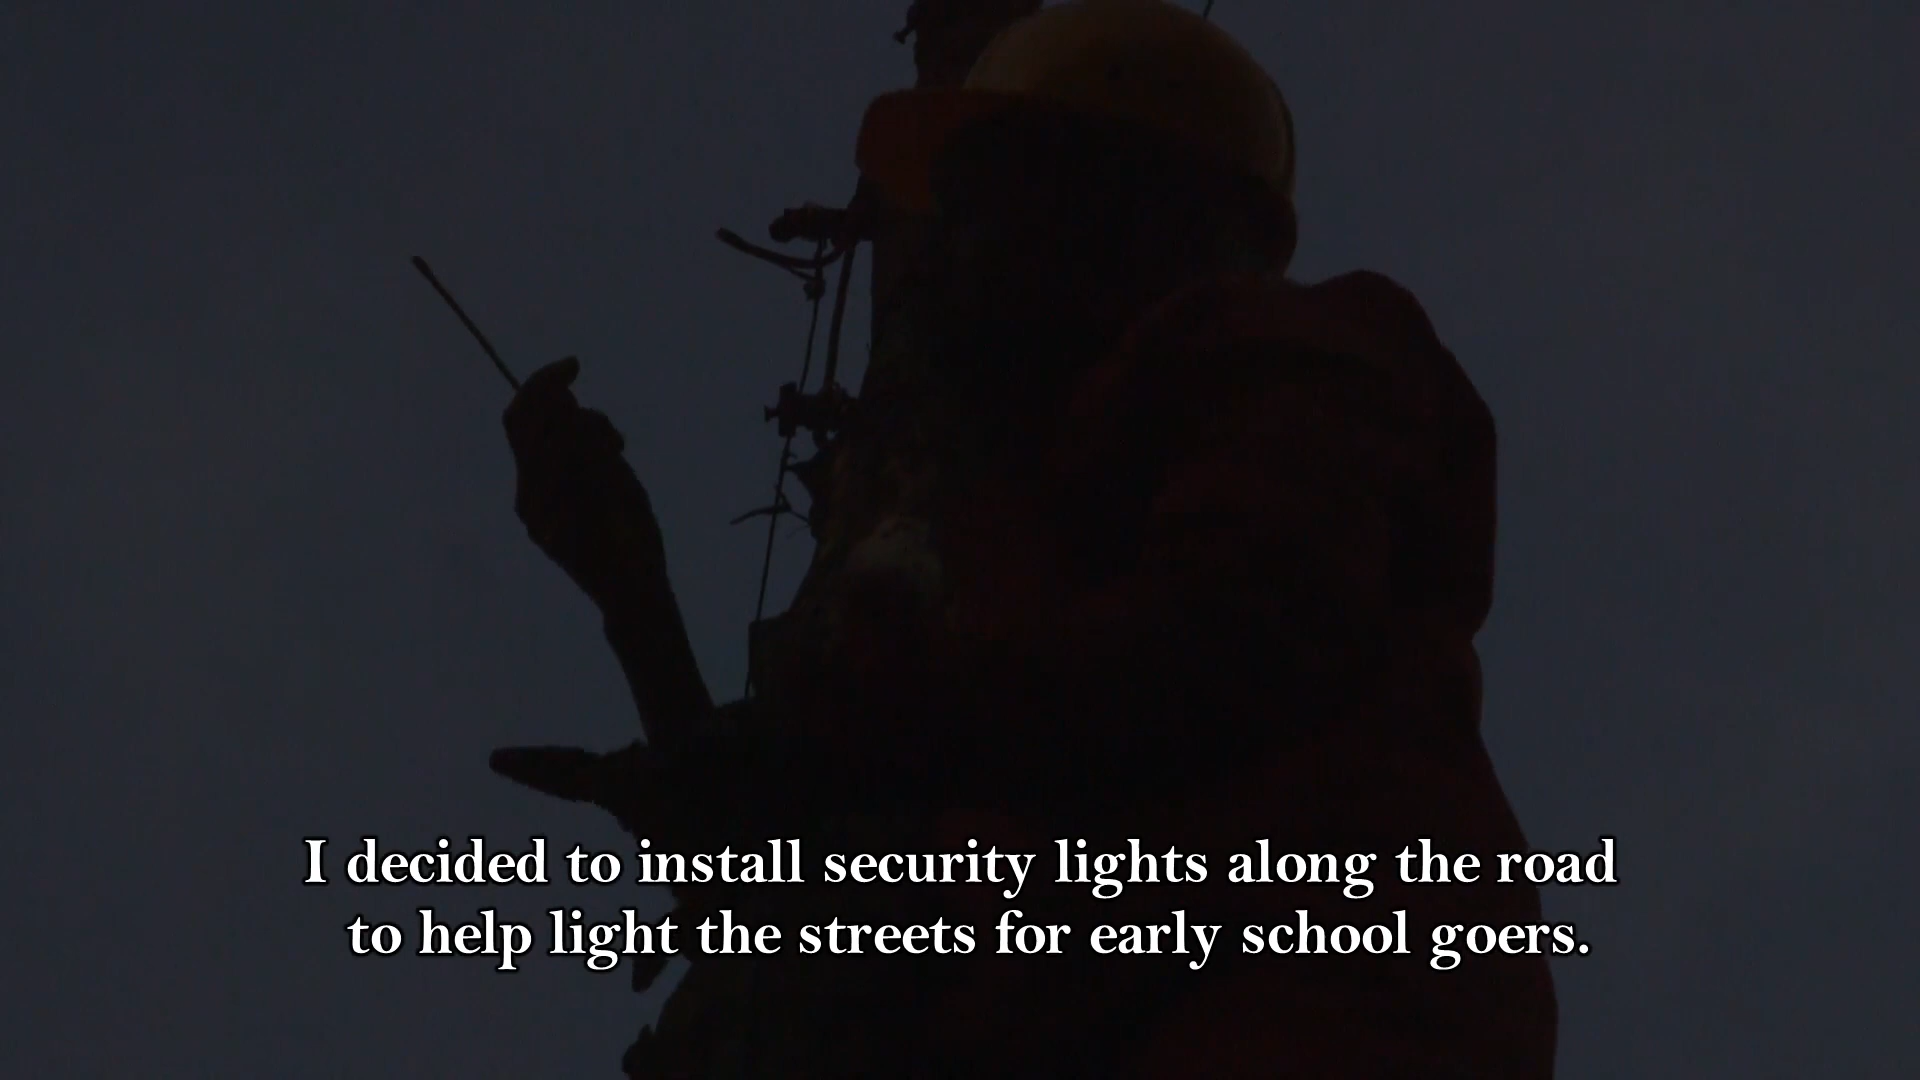 I decided to install security lights along the road
to help light the streets for early school goers.